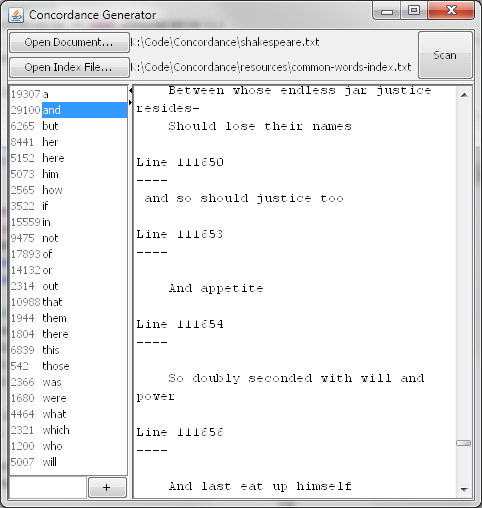 Concordance Generator
Open Document...
K:\Code\Concordance\shakespeare.txt
Open Index File...
K:\Code\Concordance\resources\common-words-index.txt
Scan
19307 a
29100 and
6265 but
8441 her
5152 here
5073 him
2565 how
3522 if
15559 in
9475 not
17893 of
14132 or
2314 out
10988 that
1944 them
1804 there
6839 this
542 those
2366 was
1680 were
4464 what
2321 which
1200 who
5007 will
+
Between whose endless jar justice
resides-
Should lose their names
Line 111650
----
and so should justice too
Line 111653
----
And appetite
Line 111654
----
So doubly seconded with will and
power
Line 111656
----
And last eat up himself